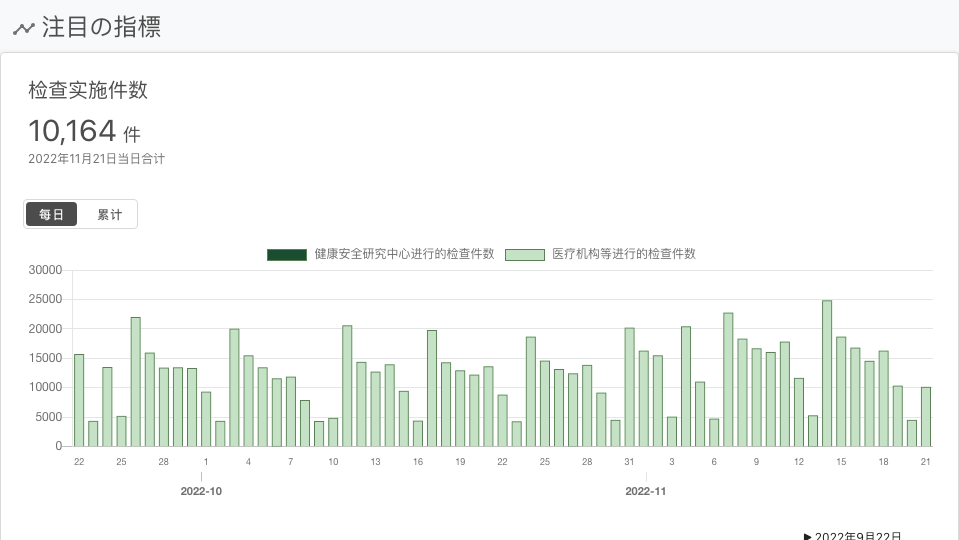 注目の指標
检查实施件数
10,164 件
2022年11月21日当日合计
每日 累计
健康安全研究中心进行的检查件数 医疗机构等进行的检查件数
30000
25000
20000
15000
10000
5000
0
22 25 28 1 4 7 10 13 16 19 22 25 28 31 3 6 9 12 15 18 21
2022-10 2022-11
▶ 2022年9月22日